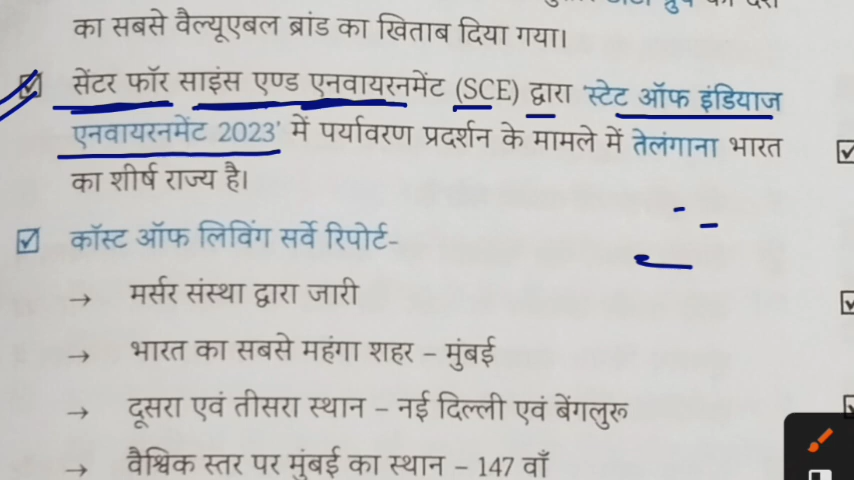 का सबसे वैल्यूएबल ब्रांड का खिताब दिया गया।
सेंटर फॉर साइंस एण्ड एनवायरनमेंट (SCE) द्वारा 'स्टेट ऑफ इंडियाज
एनवायरनमेंट 2023' में पर्यावरण प्रदर्शन के मामले में तेलंगाना भारत
का शीर्ष राज्य है।
कॉस्ट ऑफ लिविंग सर्वे रिपोर्ट-
→ मर्सर संस्था द्वारा जारी
→ भारत का सबसे महंगा शहर – मुंबई
→ दूसरा एवं तीसरा स्थान – नई दिल्ली एवं बेंगलुरू
→ वैश्विक स्तर पर मुंबई का स्थान – 147 वाँ